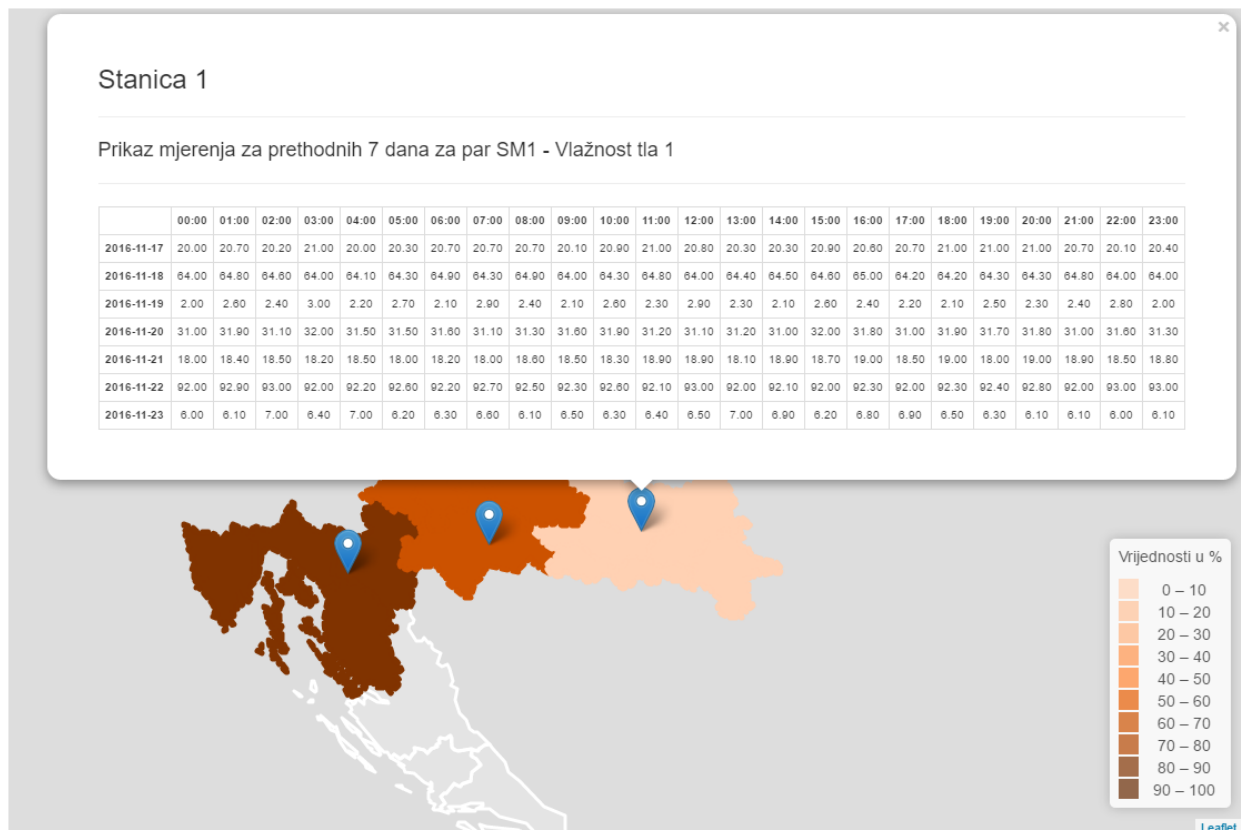 ×
Stanica 1
Prikaz mjerenja za prethodnih 7 dana za par SM1 - Vlažnost tla 1
00:00 01:00 02:00 03:00 04:00 05:00 06:00 07:00 08:00 09:00 10:00 11:00 12:00 13:00 14:00 15:00 16:00 17:00 18:00 19:00 20:00 21:00 22:00 23:00
2016-11-17 20.00 20.70 20.20 21.00 20.00 20.30 20.70 20.70 20.70 20.10 20.90 21.00 20.80 20.30 20.30 20.90 20.60 20.70 21.00 21.00 21.00 20.70 20.10 20.40
2016-11-18 64.00 64.80 64.60 64.00 64.10 64.30 64.90 64.30 64.90 64.00 64.30 64.80 64.00 64.40 64.50 64.60 65.00 64.20 64.20 64.30 64.30 64.80 64.00 64.00
2016-11-19 2.00 2.60 2.40 3.00 2.20 2.70 2.10 2.90 2.40 2.10 2.60 2.30 2.90 2.30 2.10 2.60 2.40 2.20 2.10 2.50 2.30 2.40 2.80 2.00
2016-11-20 31.00 31.90 31.10 32.00 31.50 31.50 31.60 31.10 31.30 31.60 31.90 31.20 31.10 31.20 31.00 32.00 31.80 31.00 31.90 31.70 31.80 31.00 31.60 31.30
2016-11-21 18.00 18.40 18.50 18.20 18.50 18.00 18.20 18.00 18.60 18.50 18.30 18.90 18.90 18.10 18.90 18.70 19.00 18.50 19.00 18.00 19.00 18.90 18.50 18.80
2016-11-22 92.00 92.90 93.00 92.00 92.20 92.60 92.20 92.70 92.50 92.30 92.60 92.10 93.00 92.00 92.10 92.00 92.30 92.00 92.30 92.40 92.80 92.00 93.00 93.00
2016-11-23 6.00 6.10 7.00 6.40 7.00 6.20 6.30 6.60 6.10 6.50 6.30 6.40 6.50 7.00 6.90 6.20 6.80 6.90 6.50 6.30 6.10 6.10 6.00 6.10
Vrijednosti u %
0 – 10
10 – 20
20 – 30
30 – 40
40 – 50
50 – 60
60 – 70
70 – 80
80 – 90
90 – 100
Leaflet